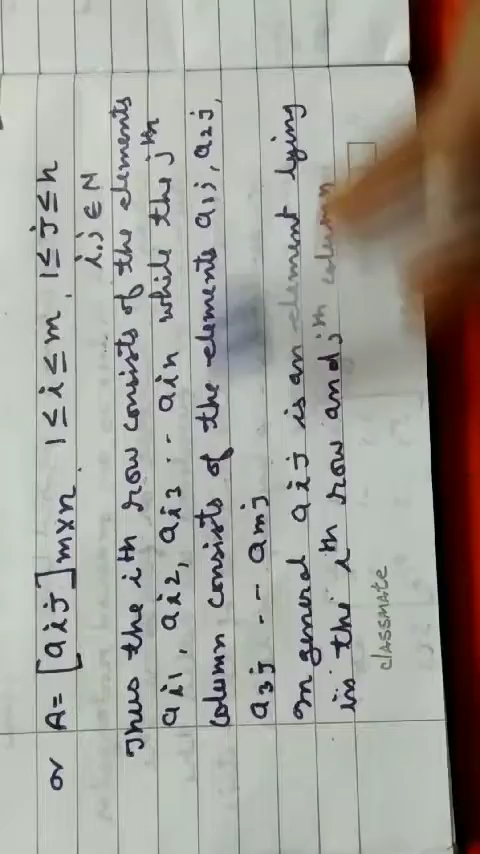 or A = [aij]m×n, 1 ≤ i ≤ m, 1 ≤ j ≤ n
i,j ∈ N
Thus the ith row consists of the elements
ai1, ai2, ai3 .. - ain while the jth
column consists of the elements a1j, a2j,
a3j - - - amj
In general aij is an element lying
in the ith row and jth column
classmate